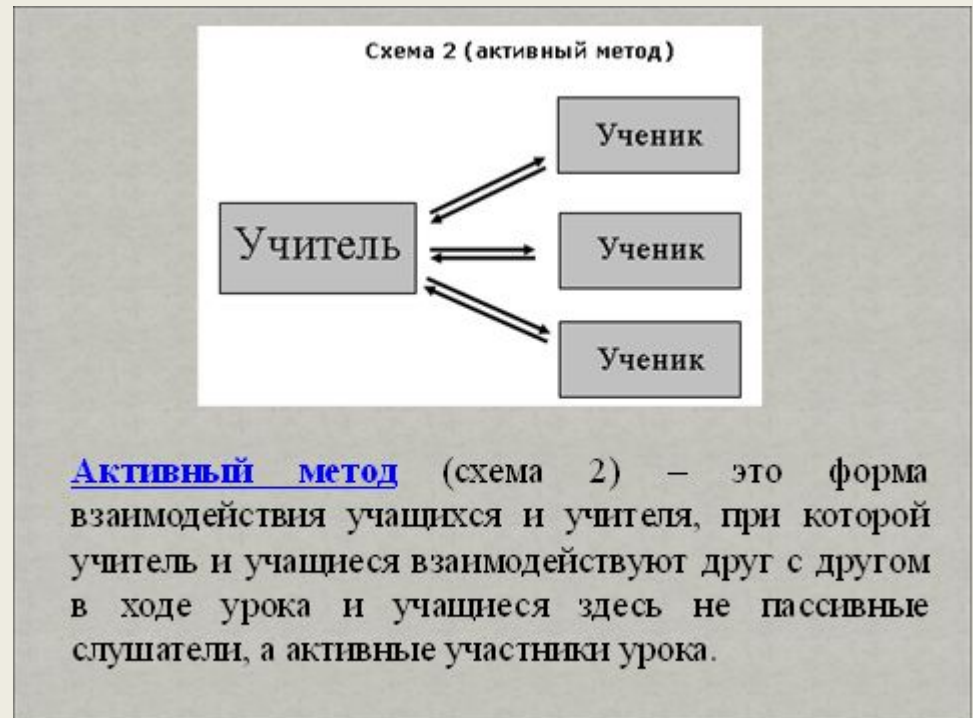 Схема 2 (активный метод)
Ученик
Учитель
Ученик
Ученик
Активный метод (схема 2) – это форма
взаимодействия учащихся и учителя, при которой
учитель и учащиеся взаимодействуют друг с другом
в ходе урока и учащиеся здесь не пассивные
слушатели, а активные участники урока.